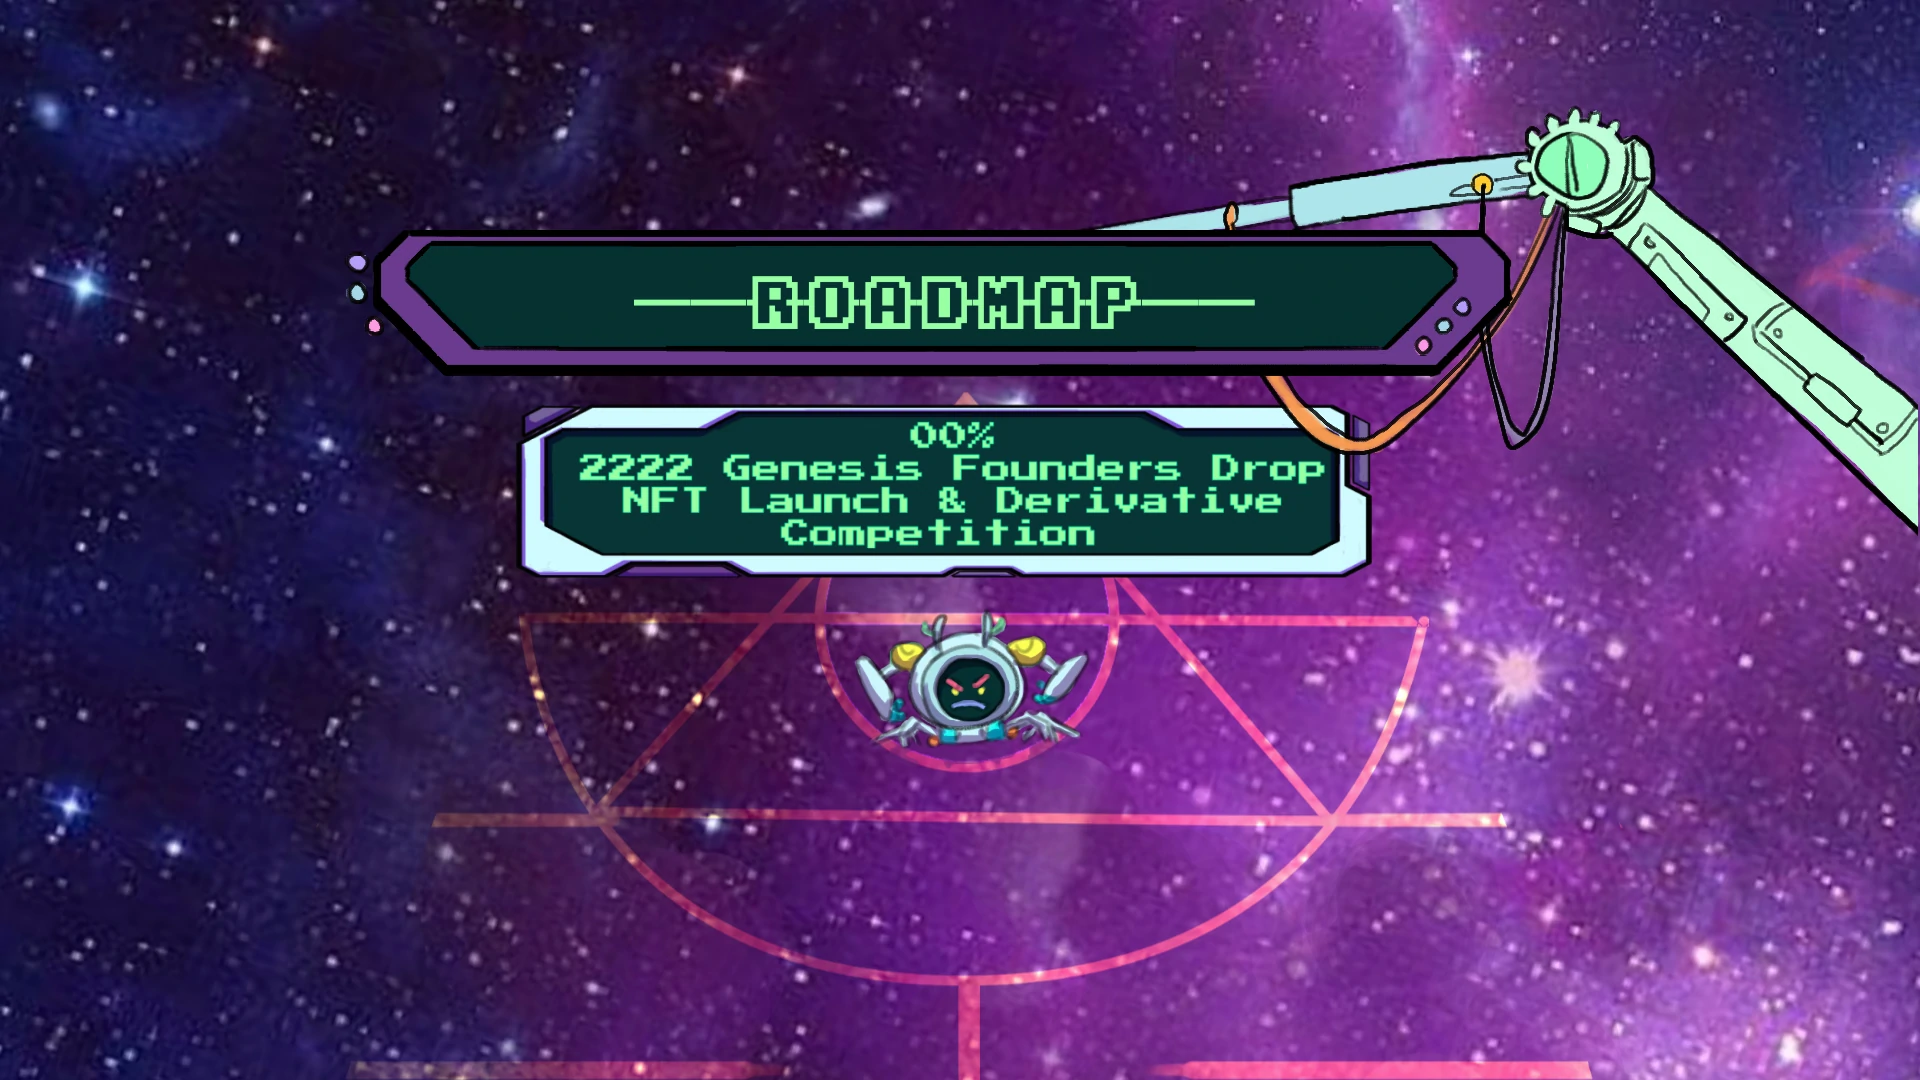 ROADMAP
00%
2222 Genesis Founders Drop
NFT Launch & Derivative
Competition